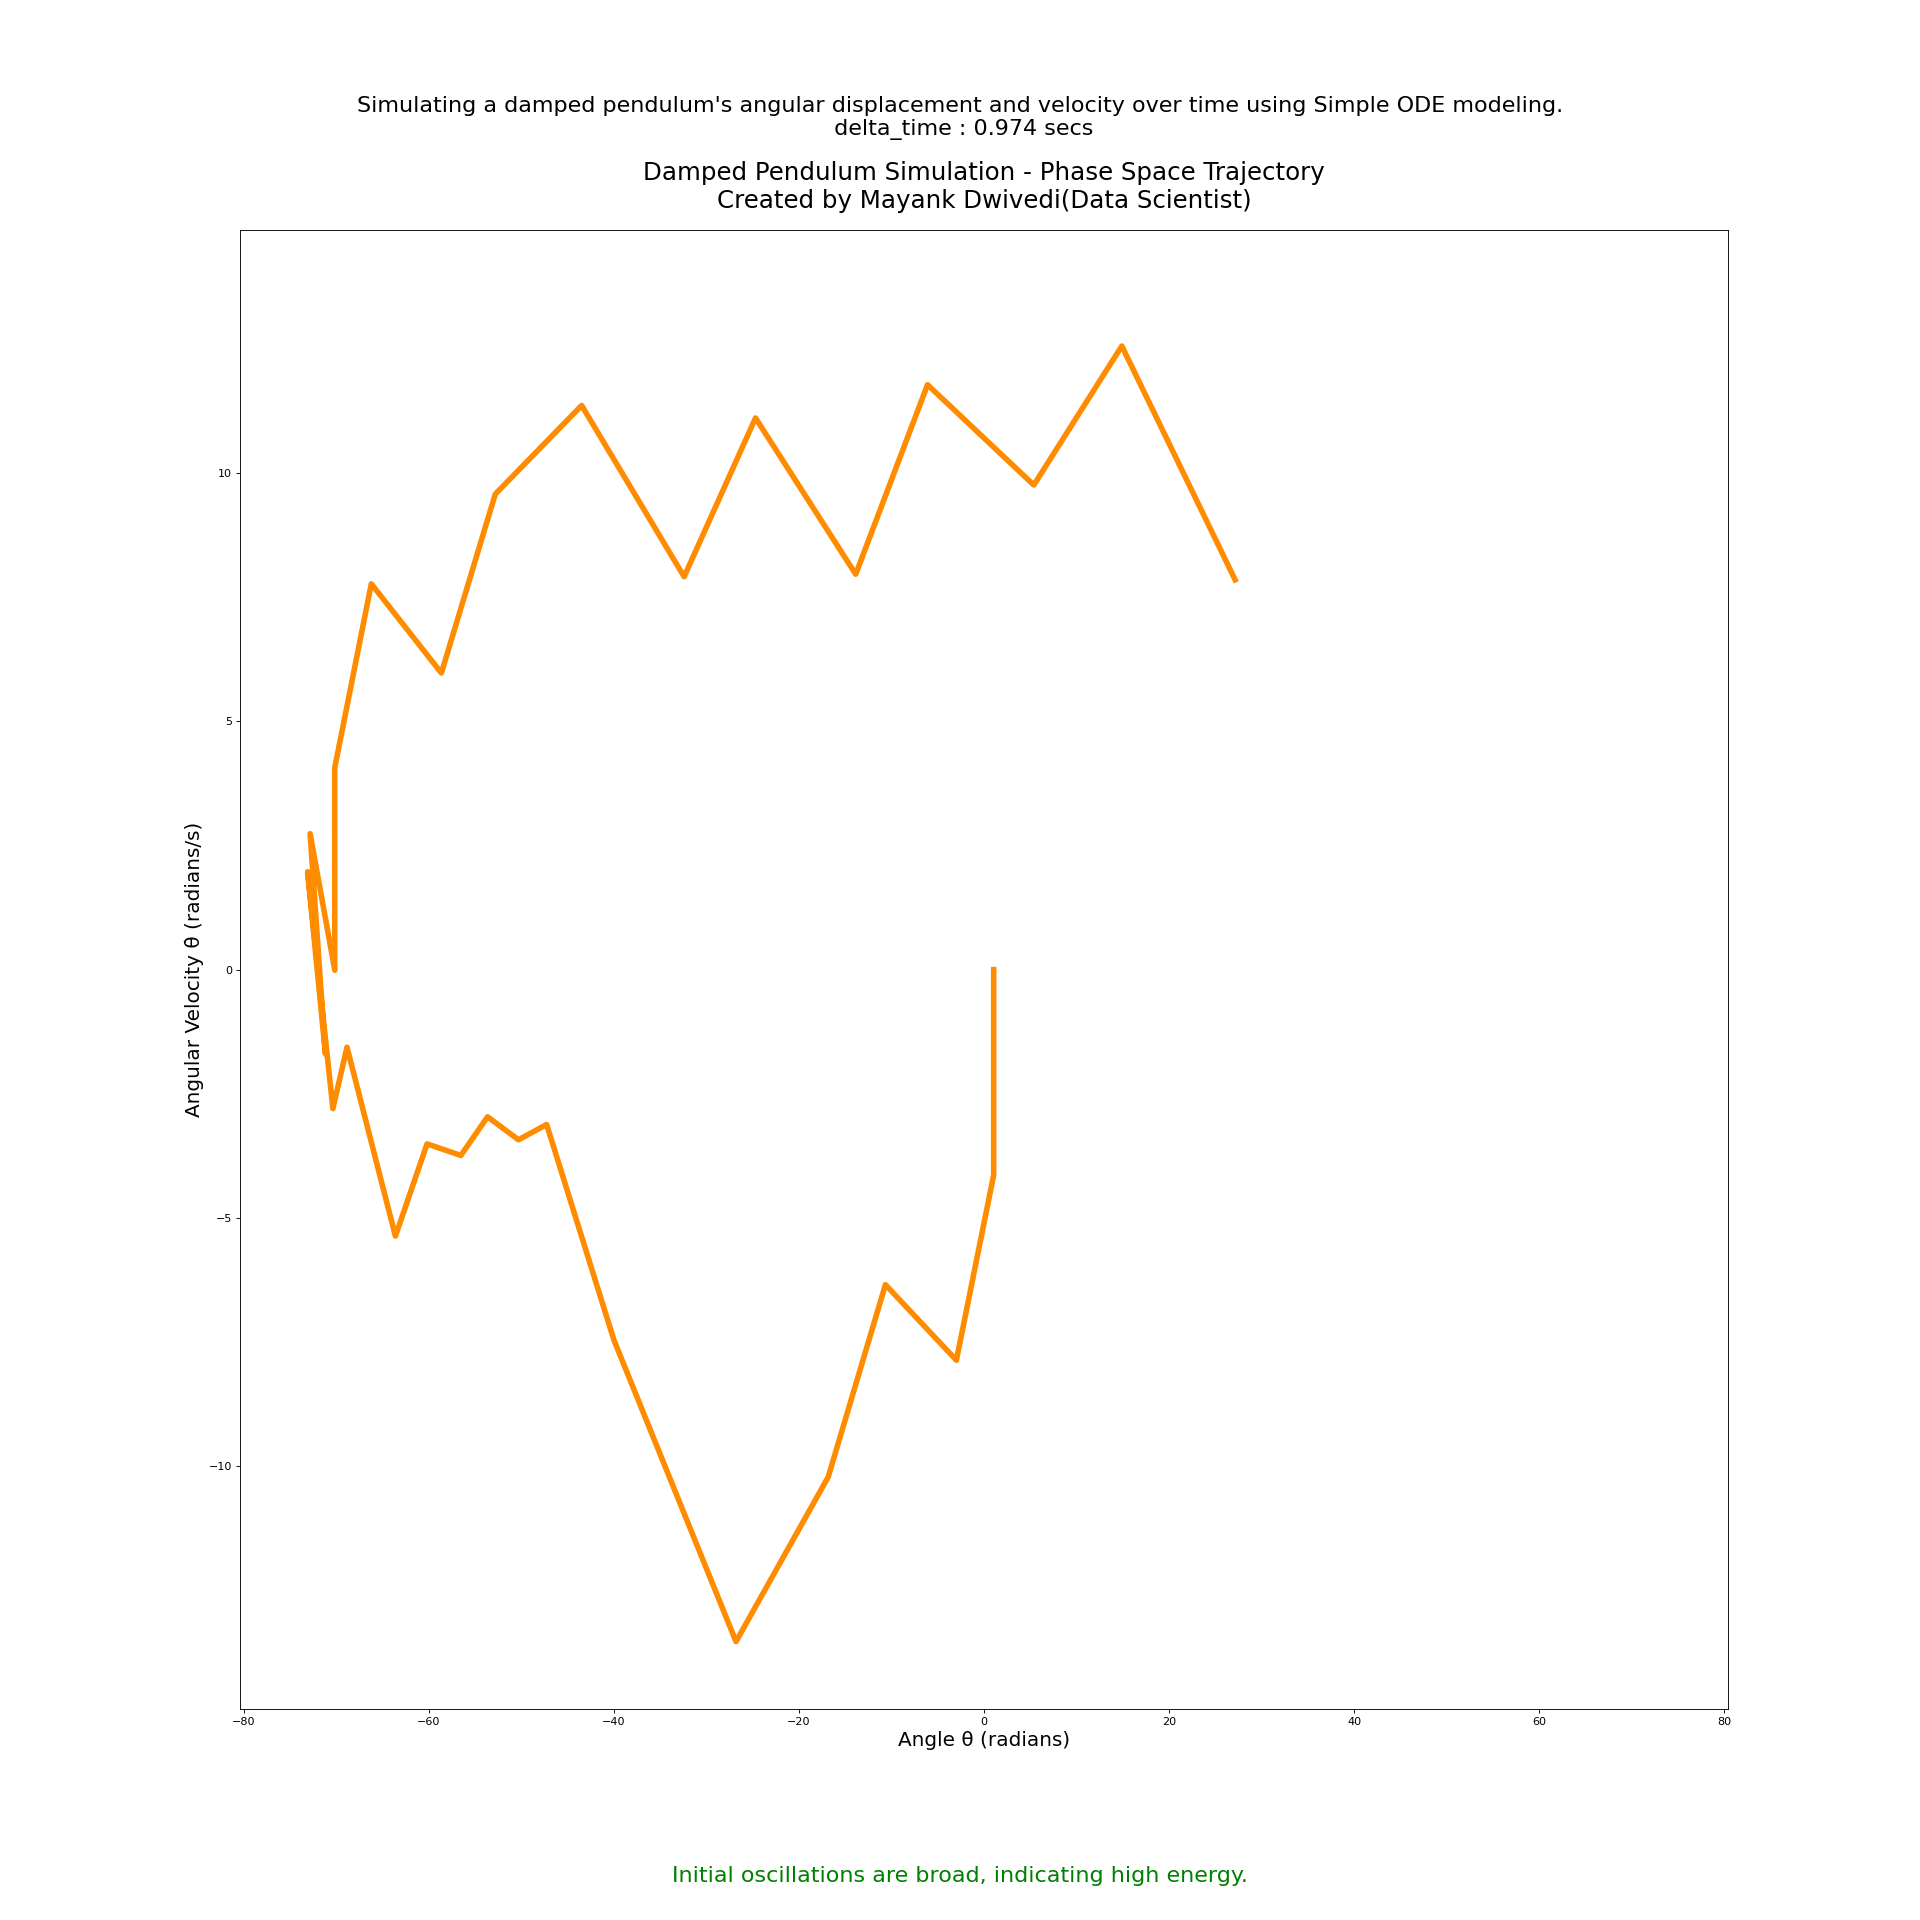 Simulating a damped pendulum's angular displacement and velocity over time using Simple ODE modeling.
delta_time : 0.974 secs
Damped Pendulum Simulation - Phase Space Trajectory
Created by Mayank Dwivedi(Data Scientist)
10
5
0
−5
−10
Angular Velocity θ (radians/s)
−80 −60 −40 −20 0 20 40 60 80
Angle θ (radians)
Initial oscillations are broad, indicating high energy.